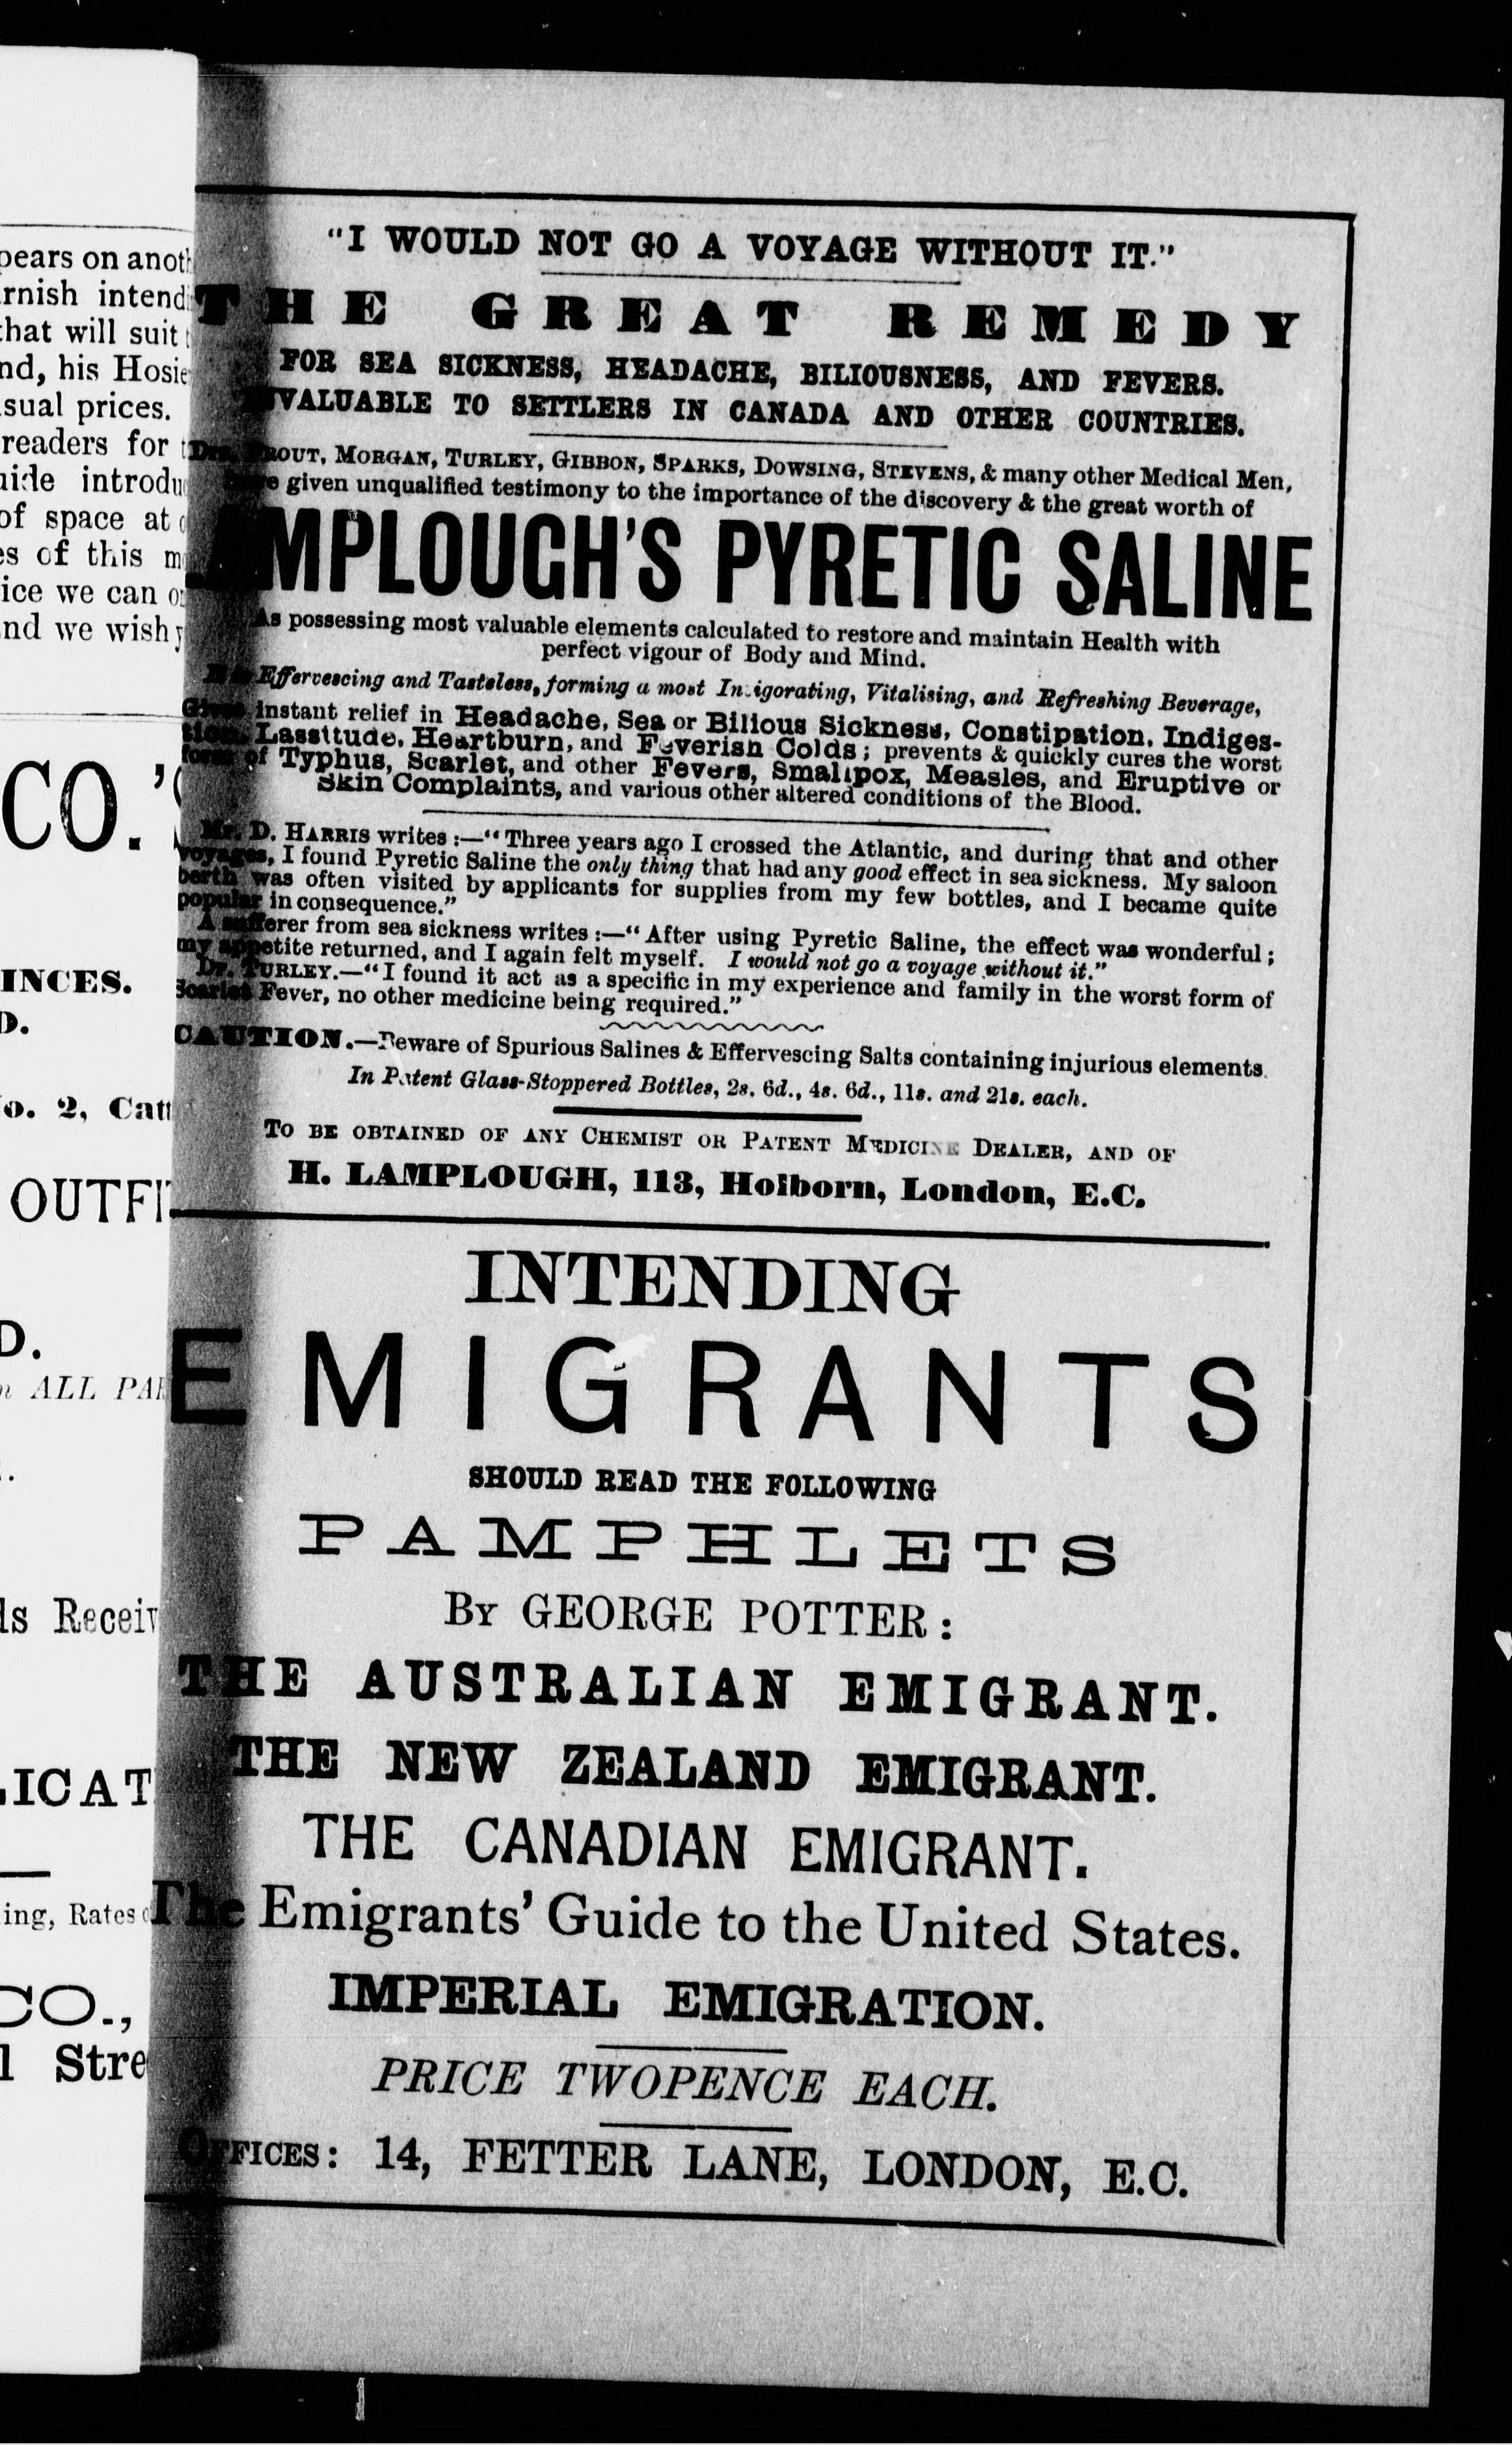 pears on anoth
rnish intend
that will suit
nd, his Hosie
sual prices.
readers for
uide introdu
of space at
es of this
ice we can
nd we wish
CO.'S
INCES.
D.
o. 2, Catt
OUTFI
D.
ALL PAR
ls Receiv
LICAT
ing, Rates
CO.,
l Stre
"I WOULD NOT GO A VOYAGE WITHOUT IT."
THE GREAT REMEDY
FOR SEA SICKNESS, HEADACHE, BILIOUSNESS, AND FEVERS.
INVALUABLE TO SETTLERS IN CANADA AND OTHER COUNTRIES.
Drs. PROUT, MORGAN, TURLEY, GIBBON, SPARKS, DOWSING, STEVENS, & many other Medical Men,
have given unqualified testimony to the importance of the discovery & the great worth of
LAMPLOUGH'S PYRETIC SALINE
As possessing most valuable elements calculated to restore and maintain Health with
perfect vigour of Body and Mind.
It is Effervescing and Tasteless, forming a most Invigorating, Vitalising, and Refreshing Beverage,
Gives instant relief in Headache, Sea or Bilious Sickness, Constipation, Indiges-
tion, Lassitude, Heartburn, and Feverish Colds; prevents & quickly cures the worst
form of Typhus, Scarlet, and other Fevers, Smallpox, Measles, and Eruptive or
Skin Complaints, and various other altered conditions of the Blood.
Mr. D. HARRIS writes :—"Three years ago I crossed the Atlantic, and during that and other
voyages, I found Pyretic Saline the only thing that had any good effect in sea sickness. My saloon
berth was often visited by applicants for supplies from my few bottles, and I became quite
popular in consequence."
A sufferer from sea sickness writes :—"After using Pyretic Saline, the effect was wonderful;
my appetite returned, and I again felt myself. I would not go a voyage without it."
Dr. TURLEY.—"I found it act as a specific in my experience and family in the worst form of
Scarlet Fever, no other medicine being required."
CAUTION.—Beware of Spurious Salines & Effervescing Salts containing injurious elements.
In Patent Glass-Stoppered Bottles, 2s. 6d., 4s. 6d., 11s. and 21s. each.
TO BE OBTAINED OF ANY CHEMIST OR PATENT MEDICINE DEALER, AND OF
H. LAMPLOUGH, 113, Holborn, London, E.C.
INTENDING
EMIGRANTS
SHOULD READ THE FOLLOWING
PAMPHLETS
BY GEORGE POTTER:
THE AUSTRALIAN EMIGRANT.
THE NEW ZEALAND EMIGRANT.
THE CANADIAN EMIGRANT.
The Emigrants' Guide to the United States.
IMPERIAL EMIGRATION.
PRICE TWOPENCE EACH.
OFFICES: 14, FETTER LANE, LONDON, E.C.